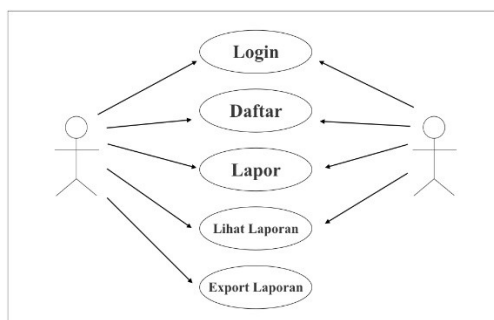 Login
Daftar
Lapor
Lihat Laporan
Export Laporan